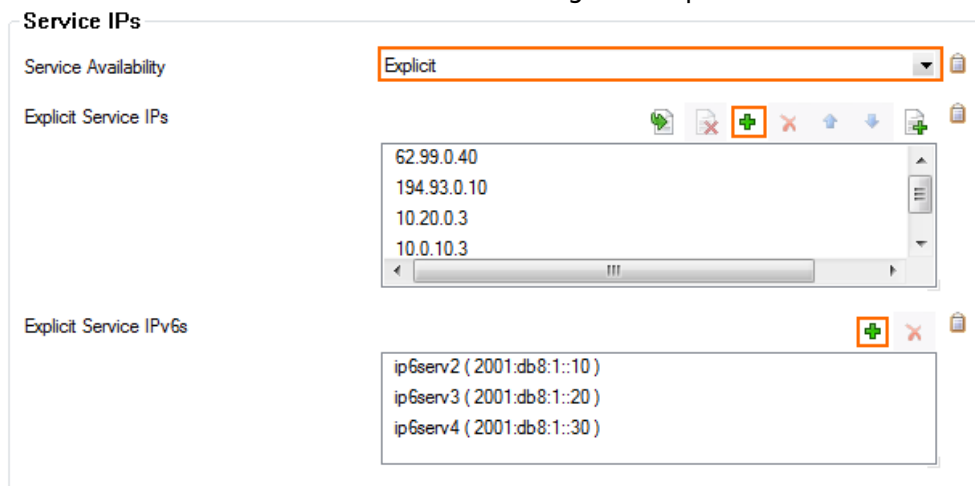 Service IPs
Service Availability
Explicit
Explicit Service IPs
62.99.0.40
194.93.0.10
10.20.0.3
10.0.10.3
Explicit Service IPv6s
ip6serv2 ( 2001:db8:1::10 )
ip6serv3 ( 2001:db8:1::20 )
ip6serv4 ( 2001:db8:1::30 )